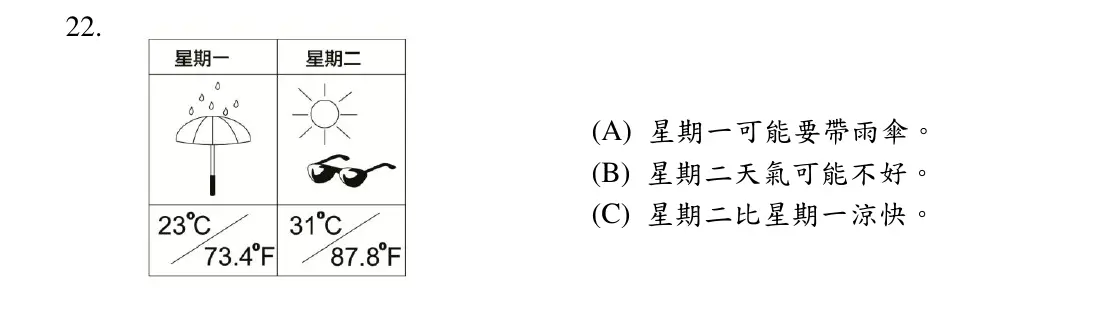 22.
星期一 星期二
23°C 31°C
73.4°F 87.8°F
(A) 星期一可能要帶雨傘。
(B) 星期二天氣可能不好。
(C) 星期二比星期一涼快。